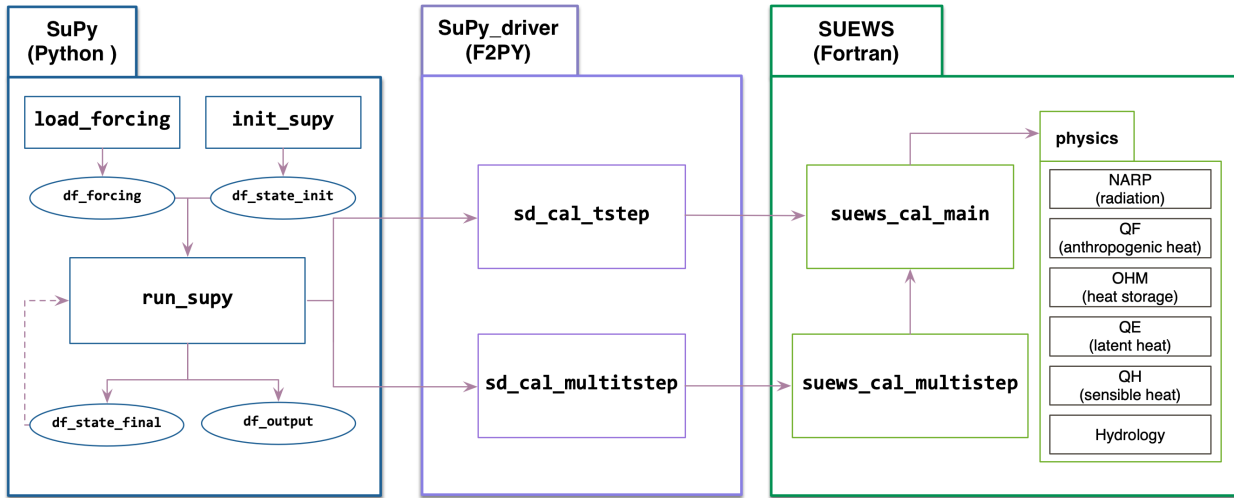 SuPy
(Python )
load_forcing
init_supy
df_forcing
df_state_init
run_supy
df_state_final
df_output
SuPy_driver
(F2PY)
sd_cal_tstep
sd_cal_multitstep
SUEWS
(Fortran)
suews_cal_main
suews_cal_multistep
physics
NARP
(radiation)
QF
(anthropogenic heat)
OHM
(heat storage)
QE
(latent heat)
QH
(sensible heat)
Hydrology